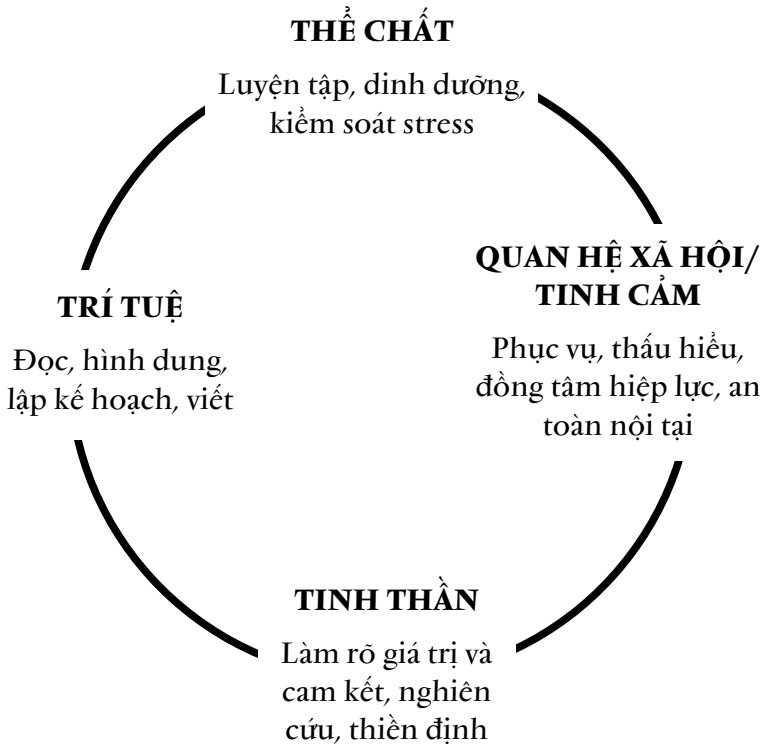 THỂ CHẤT
Luyện tập, dinh dưỡng,
kiểm soát stress
QUAN HỆ XÃ HỘI/
TINH CẢM
Phục vụ, thấu hiểu,
đồng tâm hiệp lực, an
toàn nội tại
TRÍ TUỆ
Đọc, hình dung,
lập kế hoạch, viết
TINH THẦN
Làm rõ giá trị và
cam kết, nghiên
cứu, thiền định